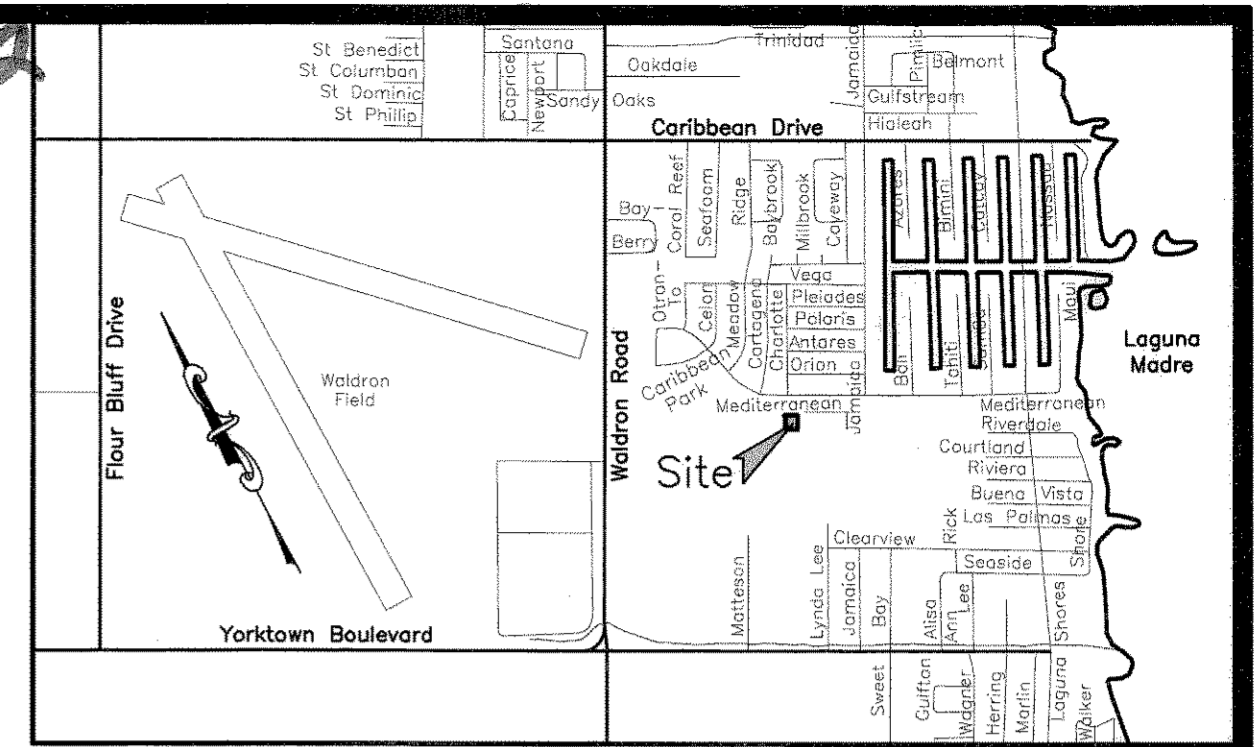 St Benedict
St Columban
St Dominic
St Phillip
Santana
Caprice
Newport
Sandy Oaks
Oakdale
Trinidad
Jamaica
Pimlico
Belmont
Gulfstream
Hialeah
Caribbean Drive
Bay-
Berry
Coral Reef
Seafoam
Ridge
Baybrook
Millbrook
Cayeway
Azores
Bimini
Nassau
Otran-
To
Celon
Meadow
Cartagena
Charlotte
Vega
Pleiades
Polaris
Antares
Orion
Jamaica
Bali
Tahiti
Maui
Laguna
Madre
Caribbean
Park
Flour Bluff Drive
Waldron
Field
Waldron Road
Mediterranean
Mediterranean
Site
Riverdale
Courtland
Riviera
Buena Vista
Las Palmas
Shore
Rick
Clearview
Seaside
Matteson
Lynda Lee
Jamaica
Bay
Alisa
Ann Lee
Shores
Yorktown Boulevard
Sweet
Gulftan
Wagner
Herring
Marlin
Laguna
Walker